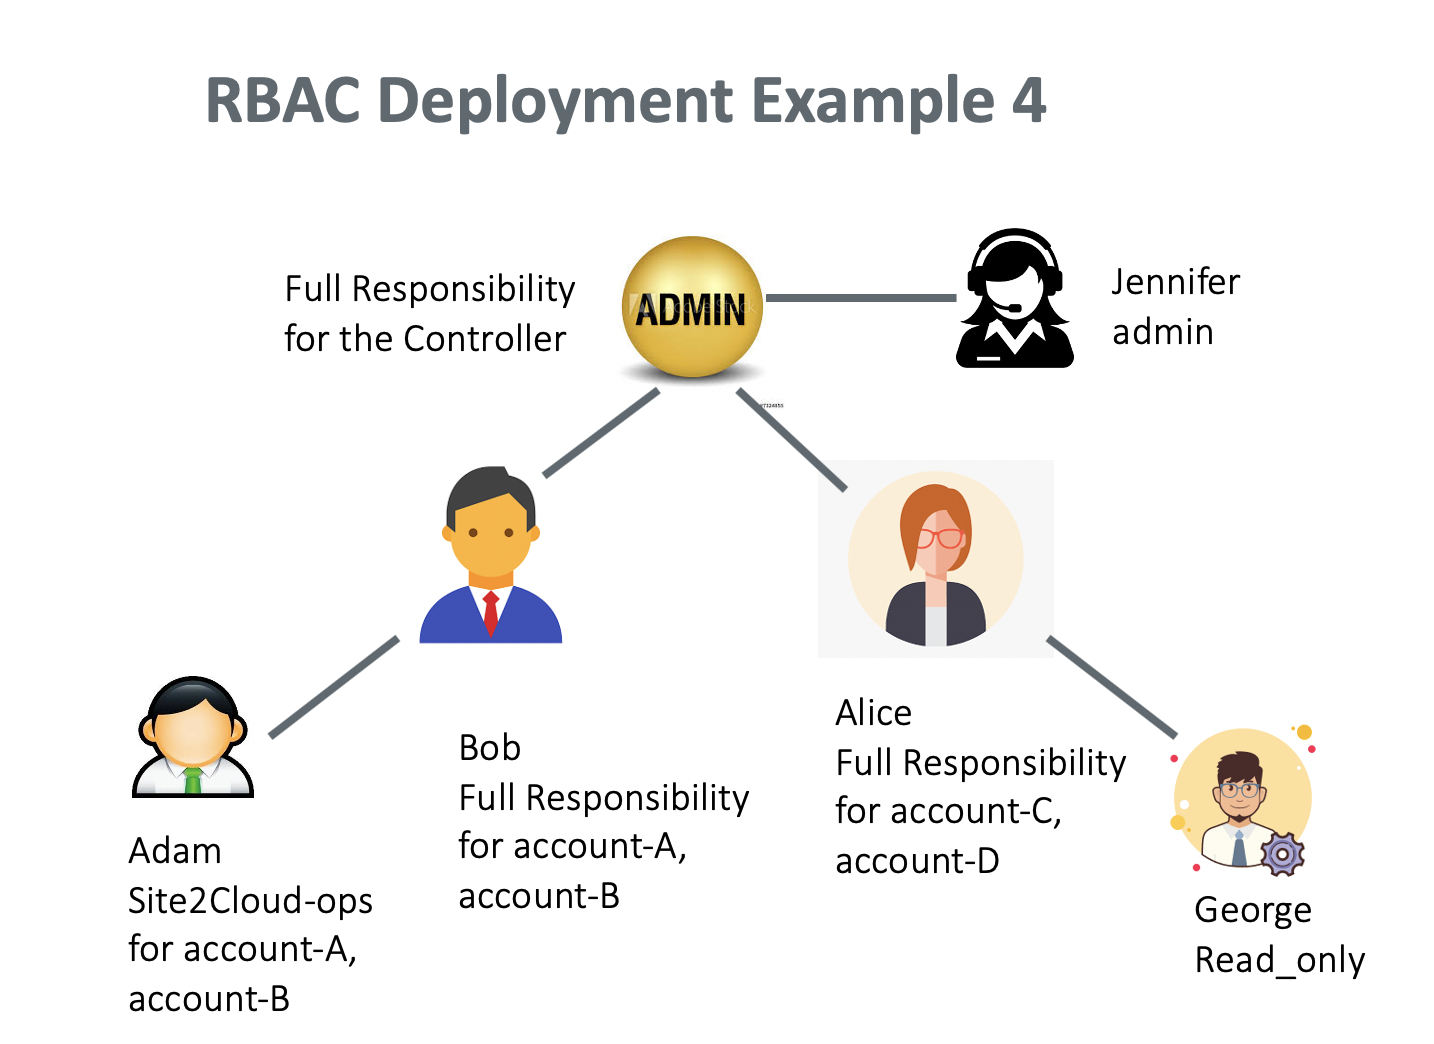 RBAC Deployment Example 4
Full Responsibility
for the Controller
ADMIN
Jennifer
admin
Bob
Full Responsibility
for account-A,
account-B
Alice
Full Responsibility
for account-C,
account-D
Adam
Site2Cloud-ops
for account-A,
account-B
George
Read_only